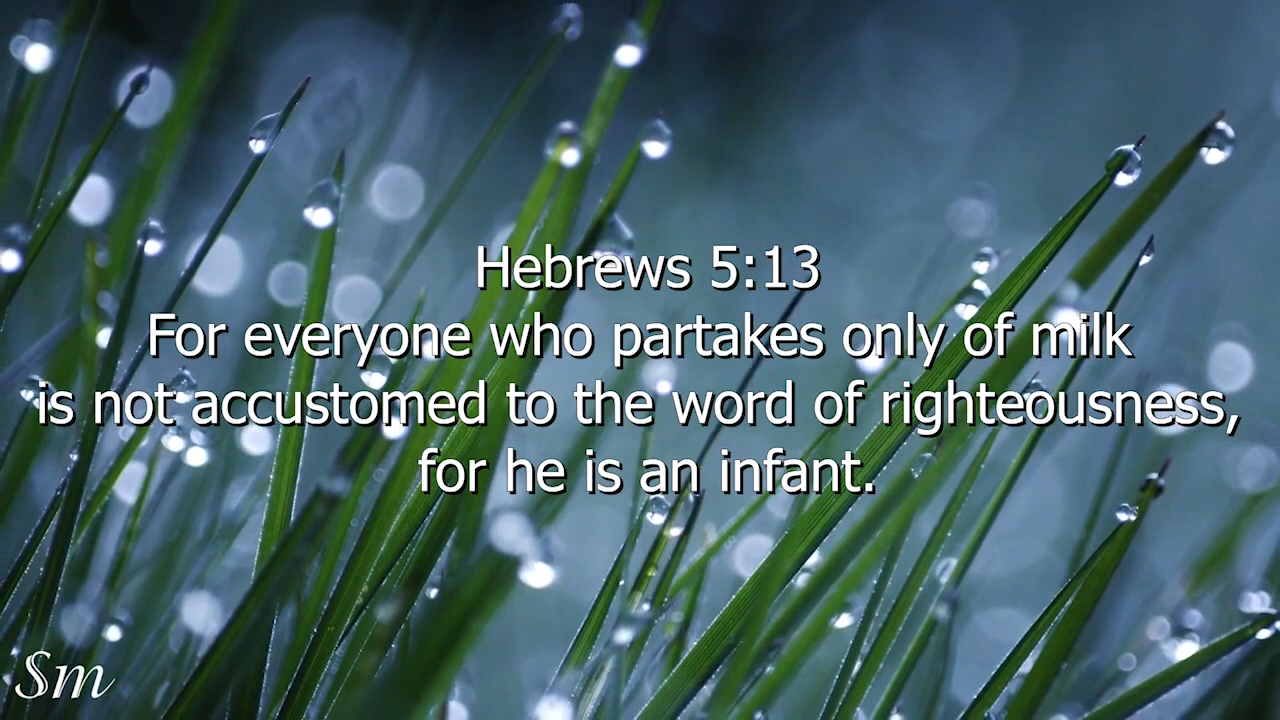 Hebrews 5:13
For everyone who partakes only of milk
is not accustomed to the word of righteousness,
for he is an infant.
Sm